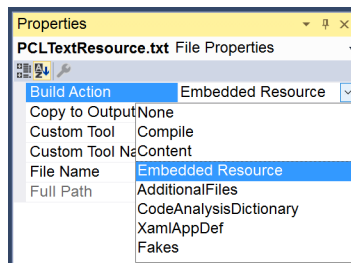 Properties
PCLTextResource.txt File Properties
Build Action Embedded Resource
Copy to Output
Custom Tool
Custom Tool Na
File Name
Full Path
None
Compile
Content
Embedded Resource
AdditionalFiles
CodeAnalysisDictionary
XamlAppDef
Fakes